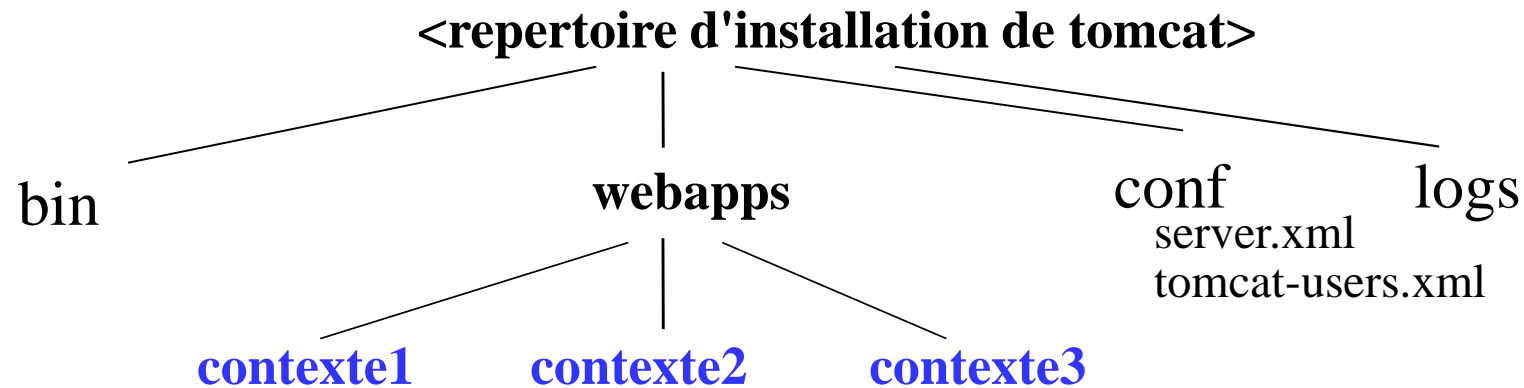 <repertoire d'installation de tomcat>
bin
webapps
conf
logs
server.xml
tomcat-users.xml
contexte1
contexte2
contexte3